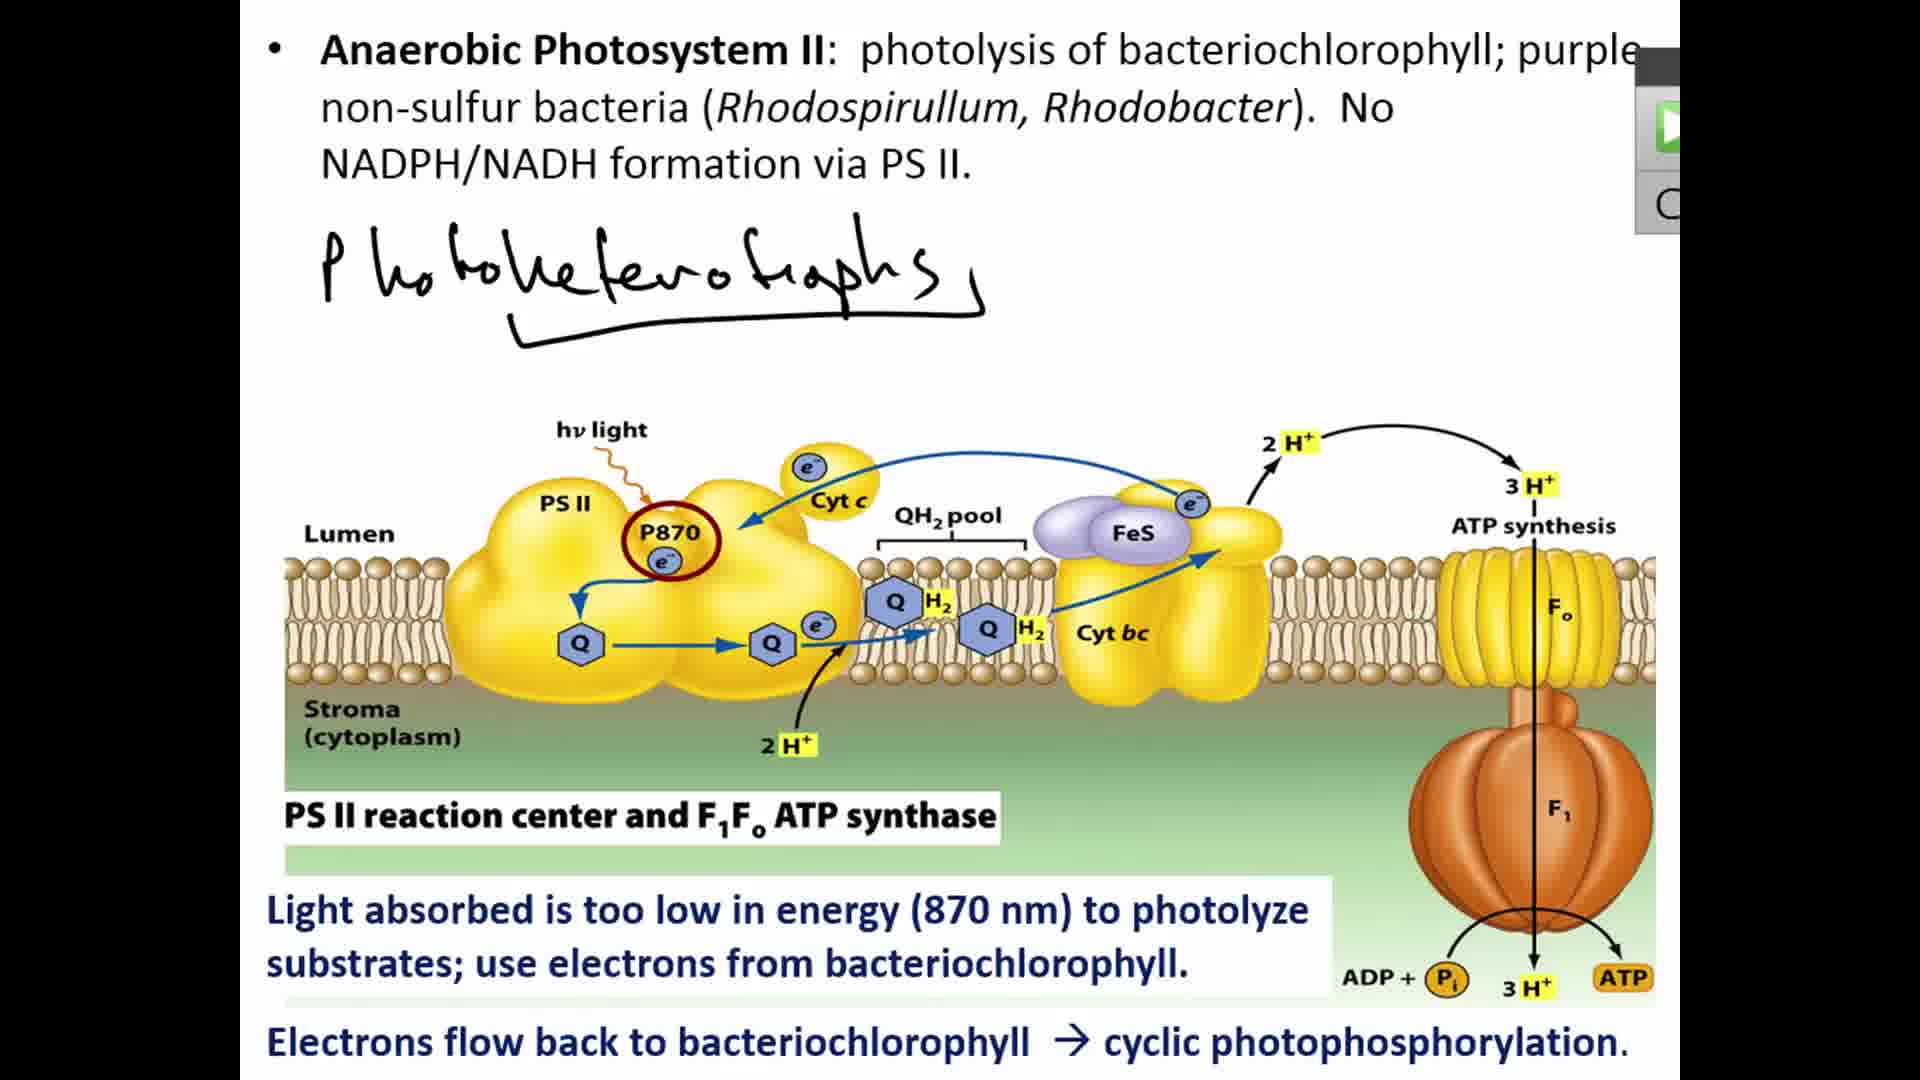 • Anaerobic Photosystem II: photolysis of bacteriochlorophyll; purple
non-sulfur bacteria (Rhodospirullum, Rhodobacter). No
NADPH/NADH formation via PS II.
Photoheterotrophs
hν light
2 H⁺
3 H⁺
ATP synthesis
PS II
P870
e⁻
e⁻
Cyt c
QH₂ pool
FeS
e⁻
Lumen
Q
Q
e⁻
Q H₂
Q H₂
Cyt bc
F₀
Stroma
(cytoplasm)
2 H⁺
F₁
PS II reaction center and F₁F₀ ATP synthase
Light absorbed is too low in energy (870 nm) to photolyze
substrates; use electrons from bacteriochlorophyll.
ADP + Pᵢ
3 H⁺
ATP
Electrons flow back to bacteriochlorophyll → cyclic photophosphorylation.